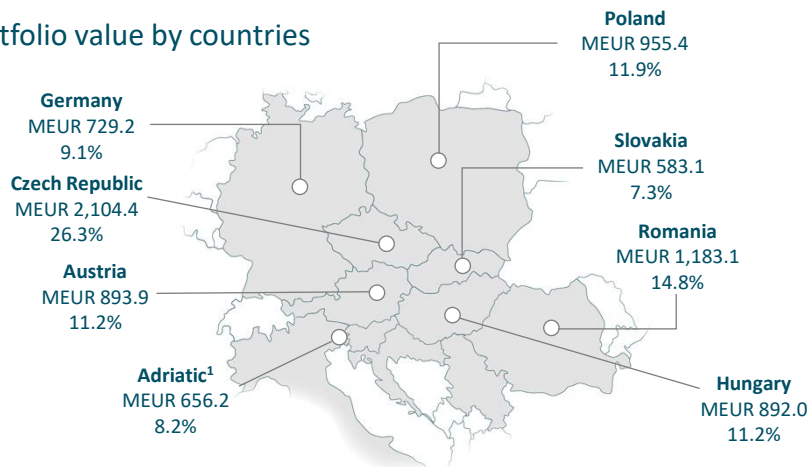 tfolio value by countries
Poland
MEUR 955.4
11.9%
Germany
MEUR 729.2
9.1%
Slovakia
MEUR 583.1
7.3%
Czech Republic
MEUR 2,104.4
26.3%
Romania
MEUR 1,183.1
14.8%
Austria
MEUR 893.9
11.2%
Adriatic¹
MEUR 656.2
8.2%
Hungary
MEUR 892.0
11.2%